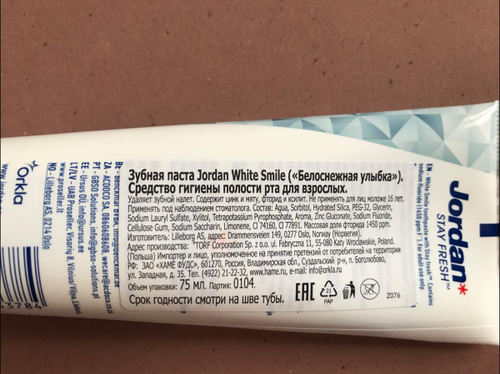 Зубная паста Jordan White Smile («Белоснежная улыбка»).
Средство гигиены полости рта для взрослых.
Удаляет зубной налет. Содержит цинк и мяту, фторид и ксилит. Не применять для лиц моложе 16 лет.
Применять под наблюдением стоматолога. Состав: Aqua, Sorbitol, Hydrated Silica, PEG-32, Glycerin,
Sodium Lauryl Sulfate, Xylitol, Tetrapotassium Pyrophosphate, Aroma, Zinc Gluconate, Sodium Fluoride,
Cellulose Gum, Sodium Saccharin, Limonene, CI 74160, CI 77891. Массовая доля фторида 1450 ppm.
Изготовитель: Lilleborg AS, адрес: Drammensveien 149, 0277 Oslo, Norway (Норвегия).
Адрес производства: "TORF Corporation" Sp. z o.o. ul. Fabryczna 11, 55-080 Kąty Wrocławskie, Poland
(Польша) Импортер и лицо, уполномоченное на принятие претензий от потребителей на территории
РФ: ЗАО «ХАМЕ ФУДС», 601270, Россия, Владимирская обл., Суздальский р-н, п. Боголюбово,
ул. Западная, д. 35, тел. (4922) 21-22-32, www.hame.ru, e-mail: info@orkla.ru
Объем упаковки: 75 МЛ. Партия: 0104.
Срок годности смотри на шве тубы.
EAC
21
PAP
Z076
Jordan*
STAY FRESH™
Orkla